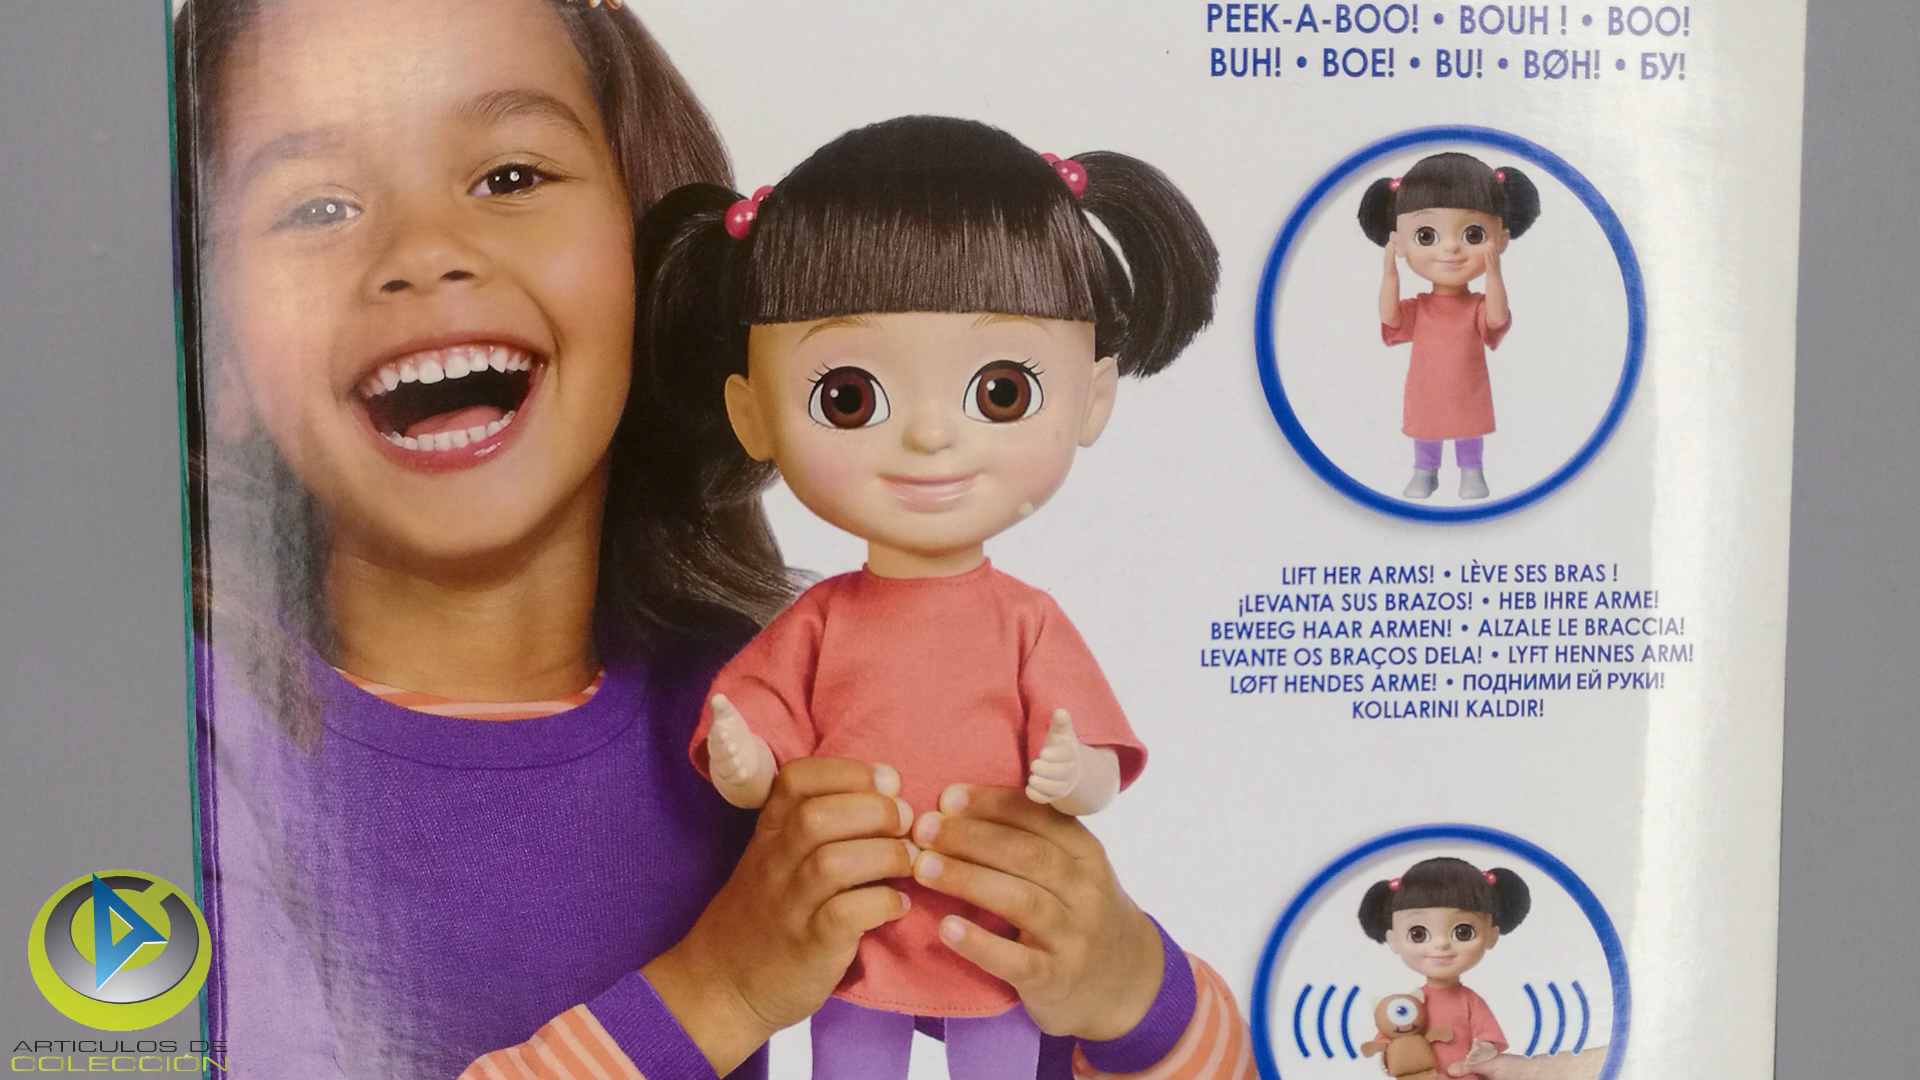 PEEK-A-BOO! • BOUH ! • BOO!
BUH! • BOE! • BU! • BØH! • БУ!
LIFT HER ARMS! • LÈVE SES BRAS !
¡LEVANTA SUS BRAZOS! • HEB IHRE ARME!
BEWEEG HAAR ARMEN! • ALZALE LE BRACCIA!
LEVANTE OS BRAÇOS DELA! • LYFT HENNES ARM!
LØFT HENDES ARME! • ПОДНИМИ ЕЙ РУКИ!
KOLLARINI KALDIR!
ARTICULOS DE
COLECCIÓN